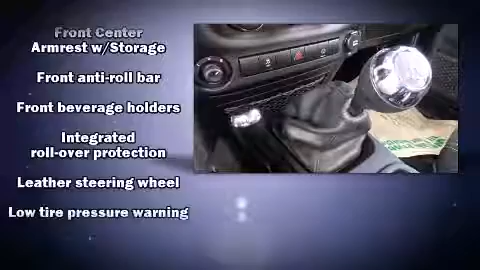 Front Center
Armrest w/Storage
Front anti-roll bar
Front beverage holders
Integrated
roll-over protection
Leather steering wheel
Low tire pressure warning